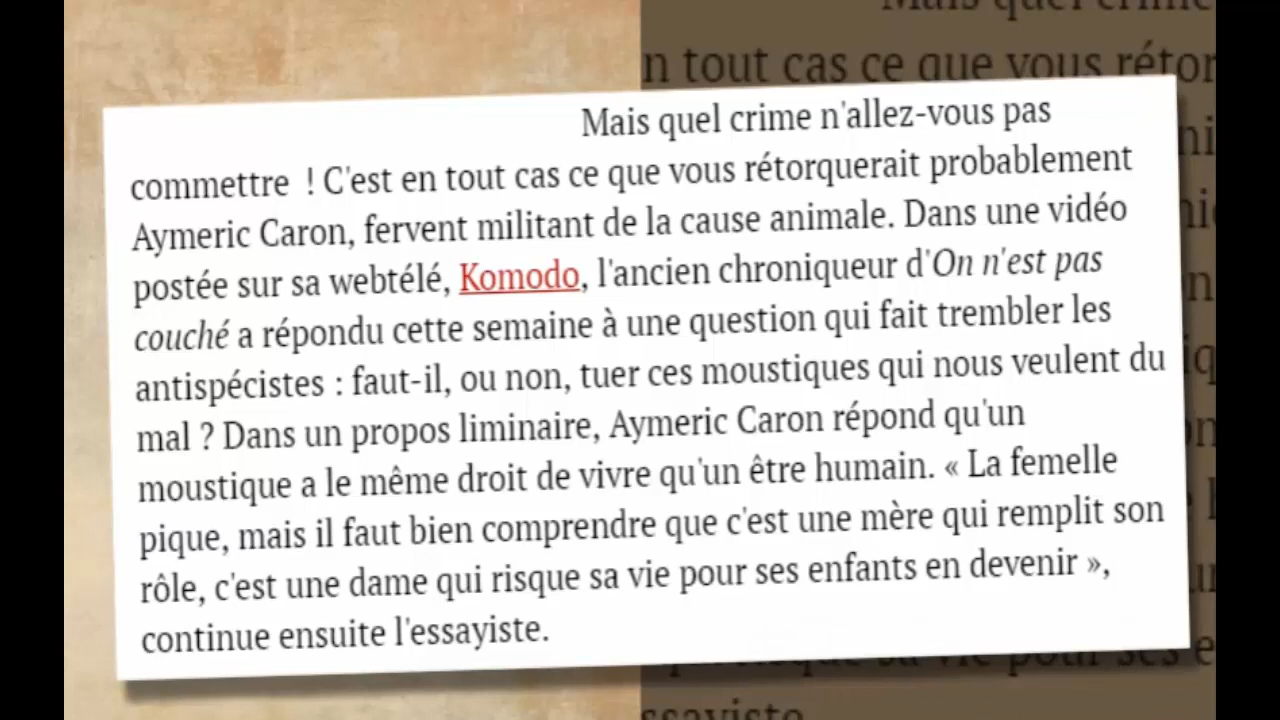 Mais quel crime n'allez-vous pas
commettre ! C'est en tout cas ce que vous rétorquerait probablement
Aymeric Caron, fervent militant de la cause animale. Dans une vidéo
postée sur sa webtélé, Komodo, l'ancien chroniqueur d'On n'est pas
couché a répondu cette semaine à une question qui fait trembler les
antispécistes : faut-il, ou non, tuer ces moustiques qui nous veulent du
mal ? Dans un propos liminaire, Aymeric Caron répond qu'un
moustique a le même droit de vivre qu'un être humain. « La femelle
pique, mais il faut bien comprendre que c'est une mère qui remplit son
rôle, c'est une dame qui risque sa vie pour ses enfants en devenir »,
continue ensuite l'essayiste.